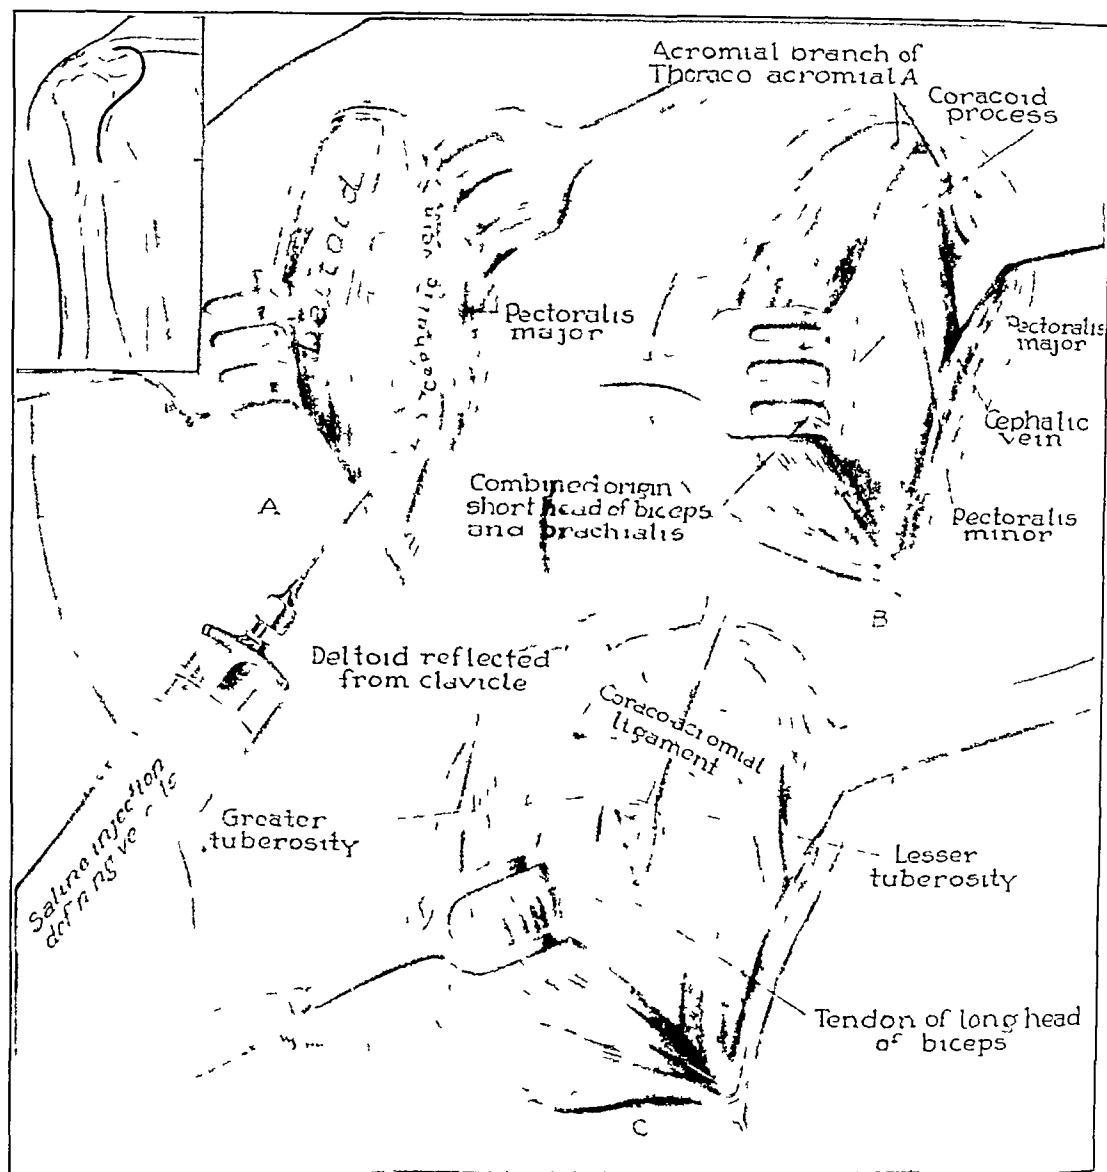 Acromial branch of
Thoraco acromial A
Coracoid
process
Deltoid
Cephalic vein
Pectoralis
major
Pectoralis
major
Cephalic
vein
Combined origin
short head of biceps
and brachialis
Pectoralis
minor
A
B
Deltoid reflected
from clavicle
Coraco-acromial
ligament
Saline injection
Greater
tuberosity
Lesser
tuberosity
Tendon of long head
of biceps
C